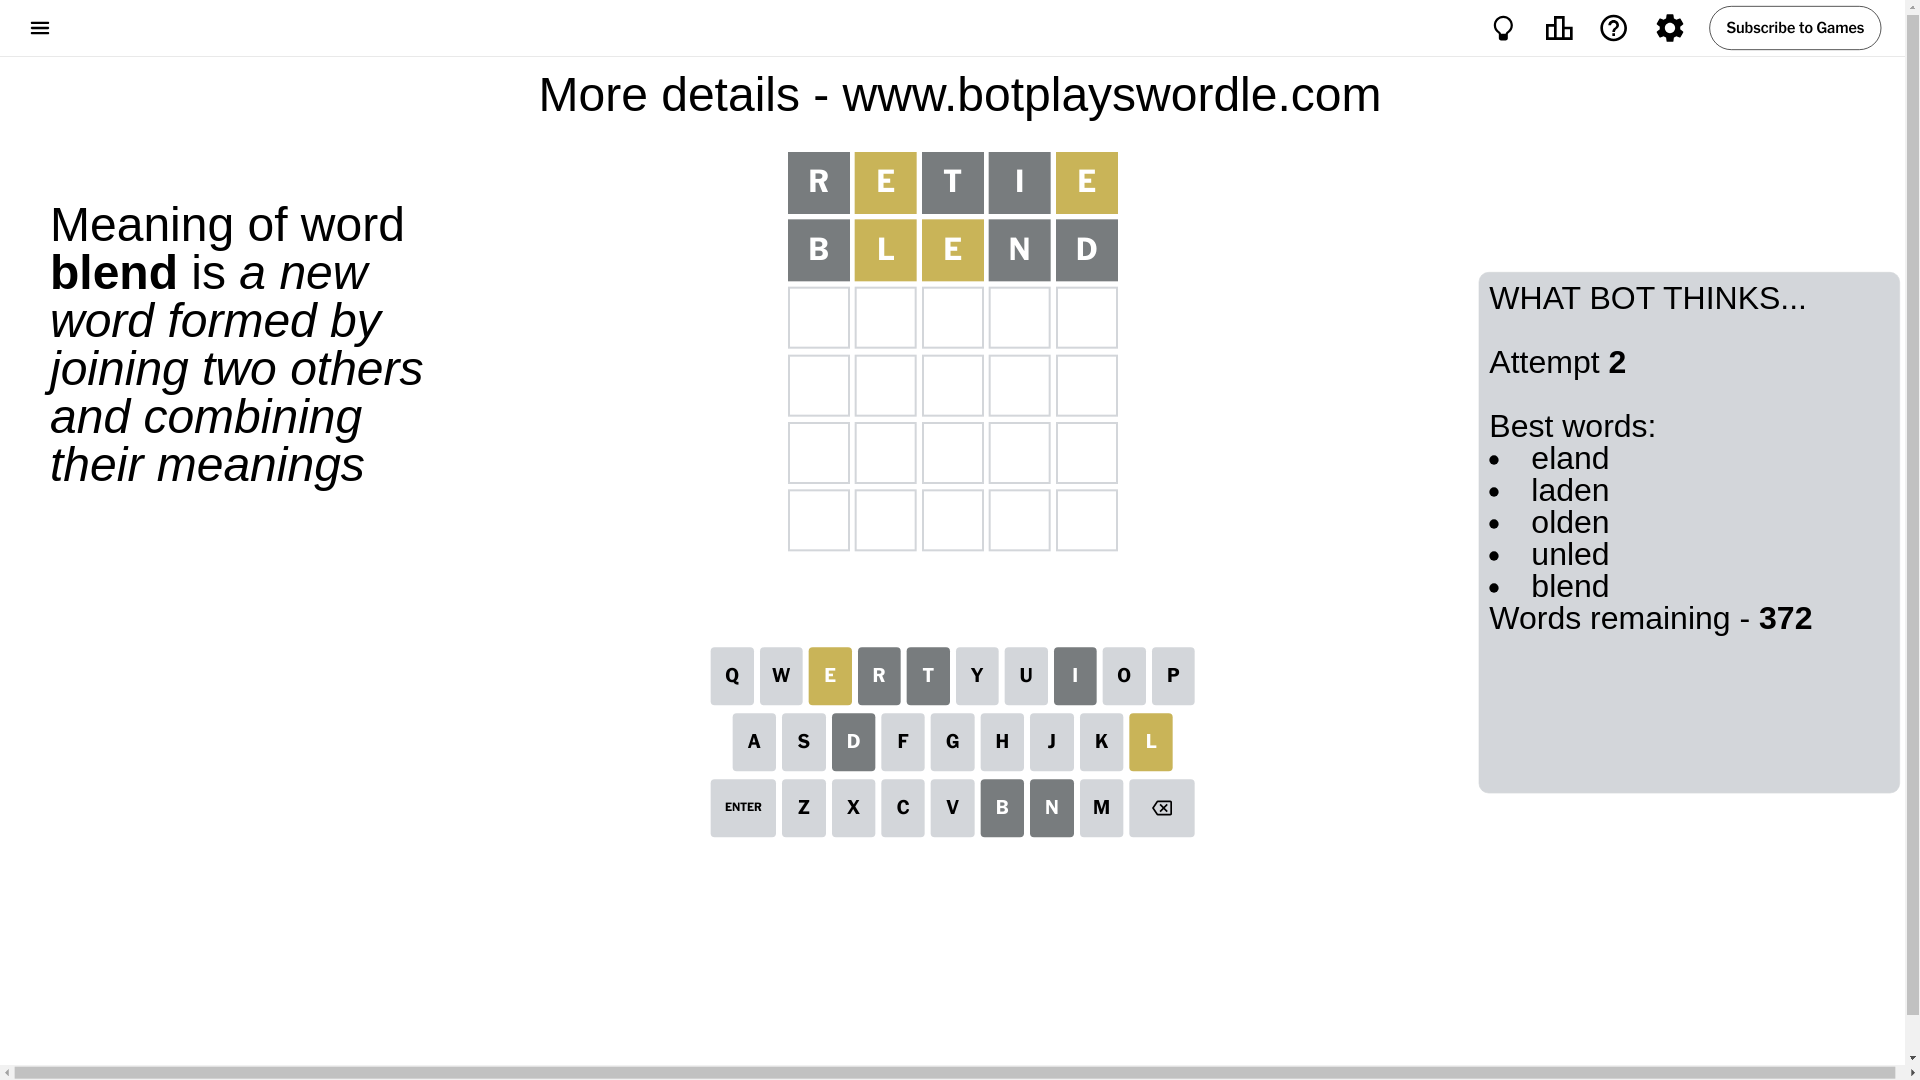 Subscribe to Games
More details - www.botplayswordle.com
Meaning of word
blend is a new
word formed by
joining two others
and combining
their meanings
R E T I E
B L E N D
WHAT BOT THINKS...
Attempt 2
Best words:
• eland
• laden
• olden
• unled
• blend
Words remaining - 372
Q W E R T Y U I O P
A S D F G H J K L
ENTER Z X C V B N M